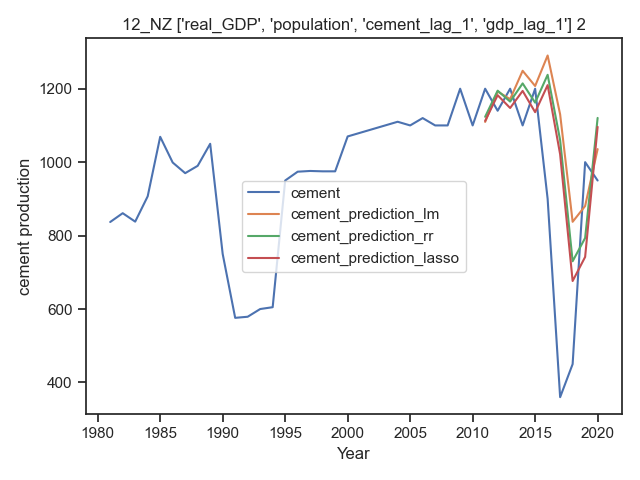 12_NZ ['real_GDP', 'population', 'cement_lag_1', 'gdp_lag_1'] 2
1200
1000
800
600
400
cement production
cement
cement_prediction_lm
cement_prediction_rr
cement_prediction_lasso
1980 1985 1990 1995 2000 2005 2010 2015 2020
Year